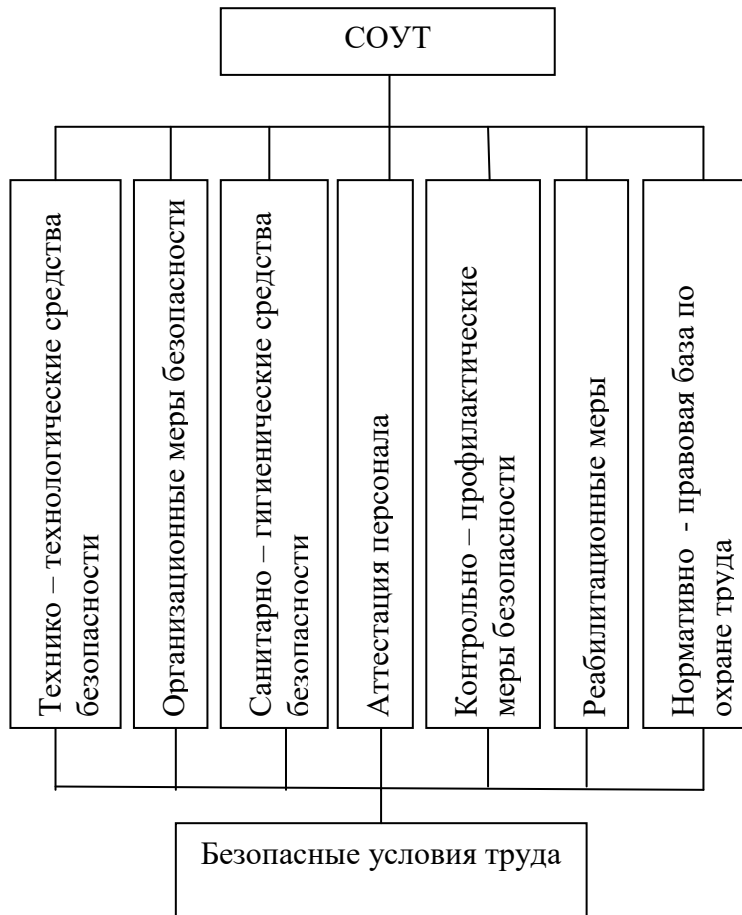 СОУТ
Технико – технологические средства
безопасности
Организационные меры безопасности
Санитарно – гигиенические средства
безопасности
Аттестация персонала
Контрольно – профилактические
меры безопасности
Реабилитационные меры
Нормативно - правовая база по
охране труда
Безопасные условия труда